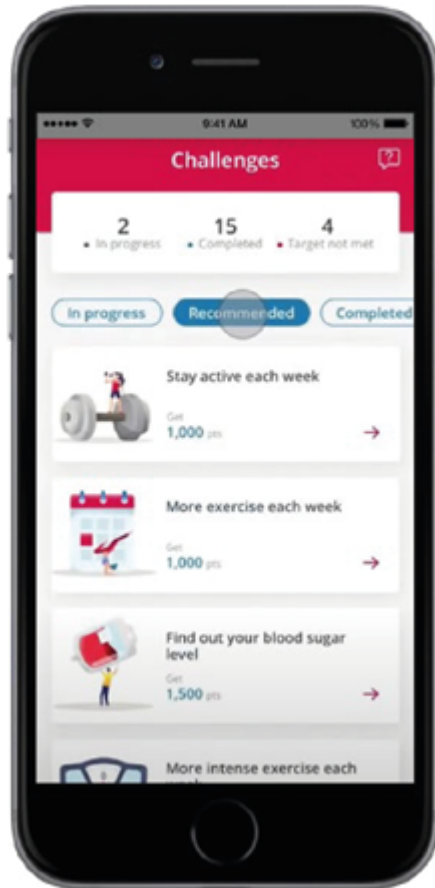 9:41 AM 100%
Challenges
?
2 15 4
In progress Completed Target not met
In progress Recommended Completed
Stay active each week
Get
1,000 pts
More exercise each week
Get
1,000 pts
Find out your blood sugar
level
Get
1,500 pts
More intense exercise each
week